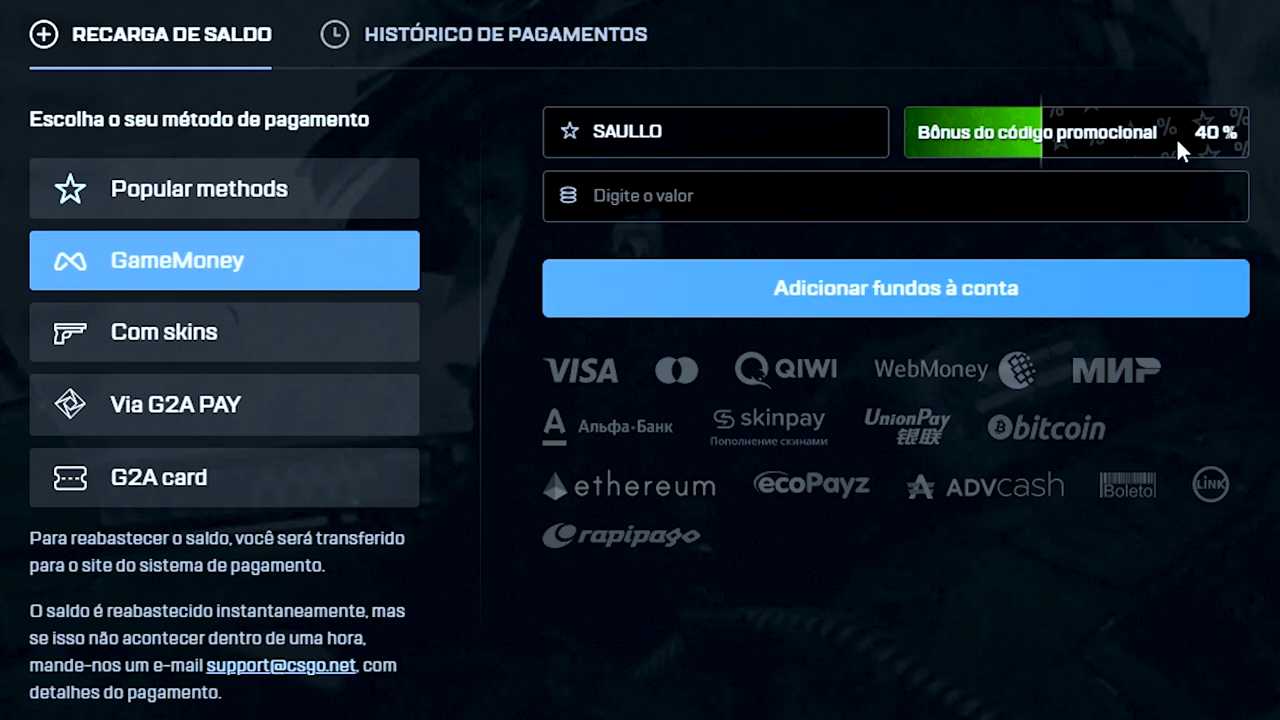 RECARGA DE SALDO
HISTÓRICO DE PAGAMENTOS
Escolha o seu método de pagamento
Popular methods
GameMoney
Com skins
Via G2A PAY
G2A card
Para reabastecer o saldo, você será transferido
para o site do sistema de pagamento.
O saldo é reabastecido instantaneamente, mas
se isso não acontecer dentro de uma hora,
mande-nos um e-mail support@csgo.net, com
detalhes do pagamento.
SAULLO
Bônus do código promocional 40 %
Digite o valor
Adicionar fundos à conta
VISA QIWI WebMoney МИР
А Альфа·Банк skinpay UnionPay bitcoin
Пополнение скинами 银联
ethereum ecoPayz ADVcash Boleto LiNK
rapipago